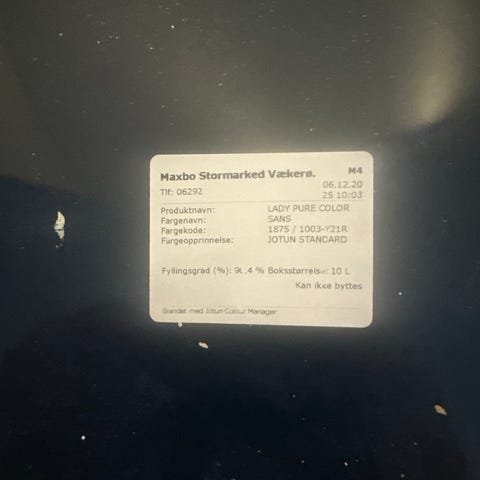 Maxbo Stormarked Vækerø. M4
Tlf: 06292 06.12.20
25 10:03
Produktnavn: LADY PURE COLOR
Fargenavn: SANS
Fargekode: 1875 / 1003-Y21R
Fargeopprinnelse: JOTUN STANDARD
Fyllingsgrad (%): % Boksstørrelse: 10 L
Kan ikke byttes
Blandet med Jotun Colour Manager